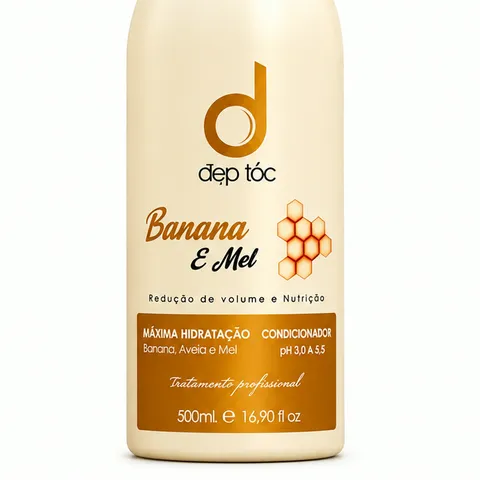 đẹp tóc
Banana
E Mel
Redução de volume e Nutrição
MÁXIMA HIDRATAÇÃO CONDICIONADOR
Banana, Aveia e Mel pH 3,0 A 5,5
Tratamento profissional
500ml. e 16,90 fl oz